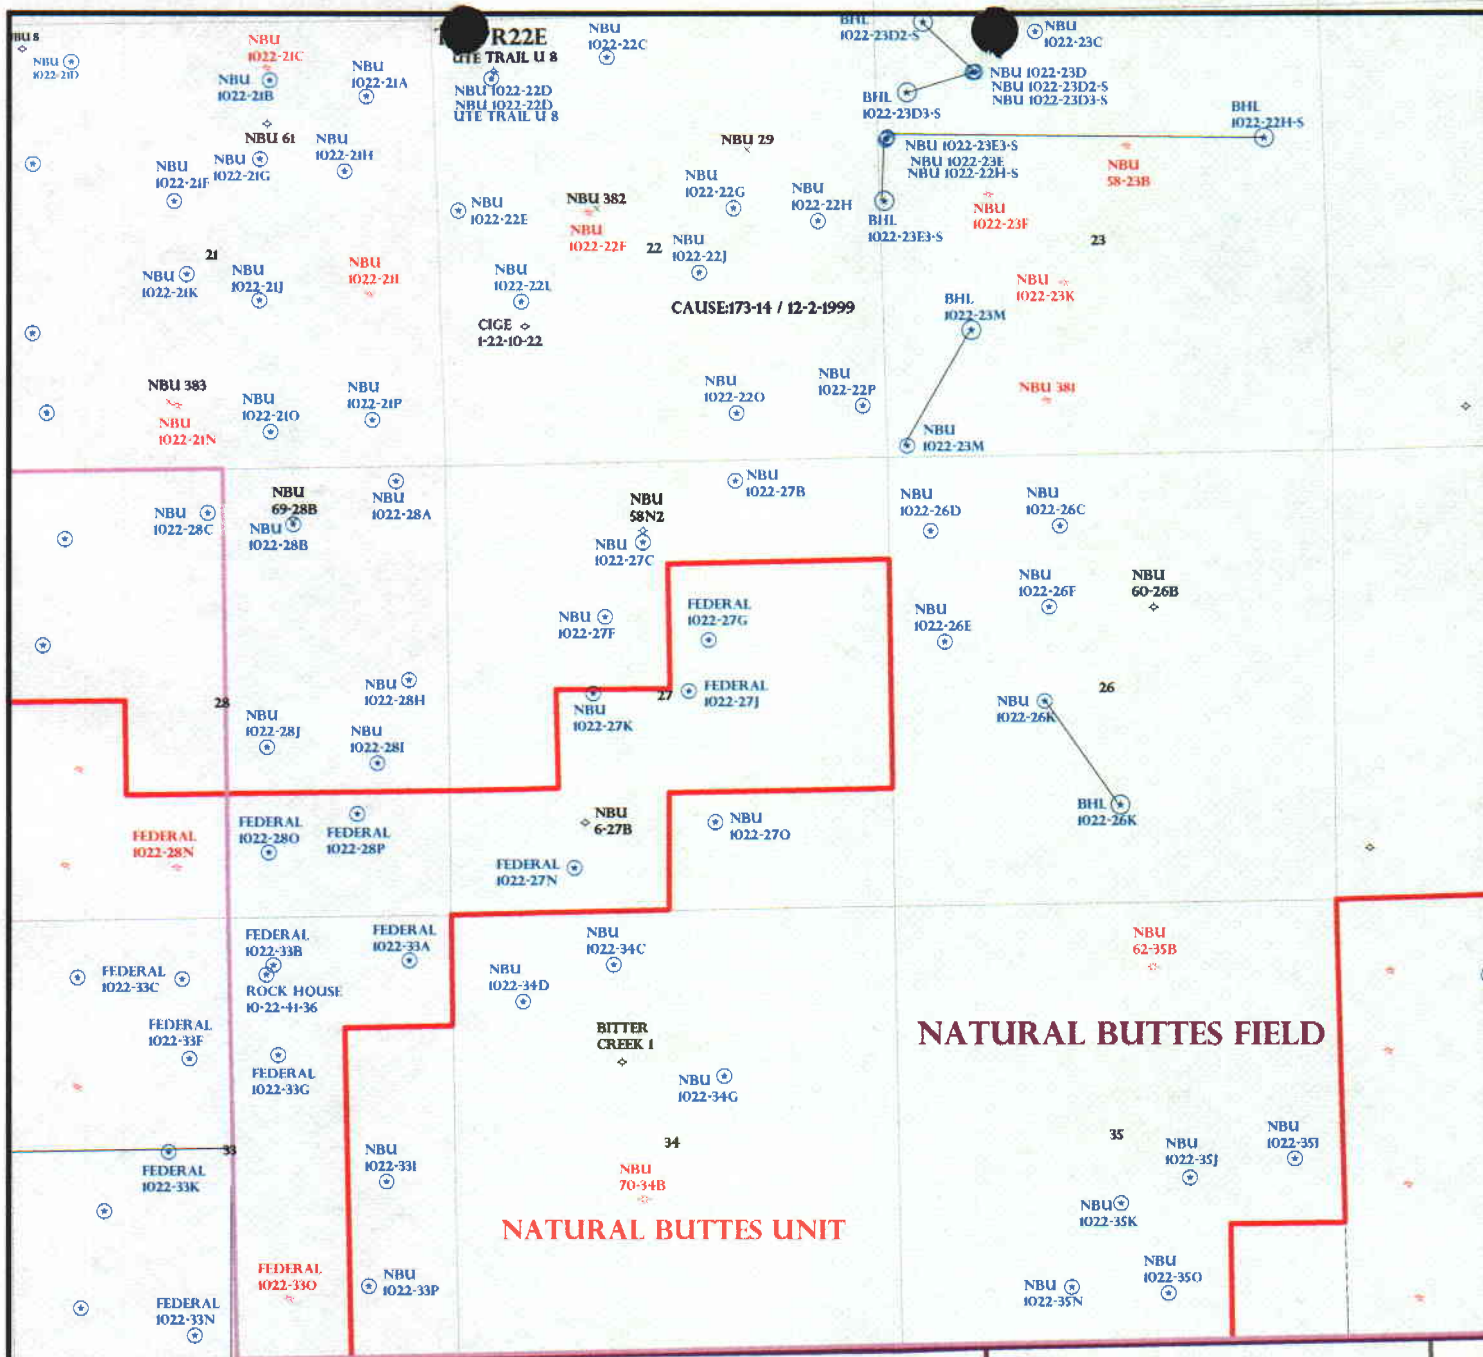 NBU
1022-21D
NBU
1022-21C
NBU
1022-21B
NBU
1022-21A
NBU 61
NBU
1022-21F
NBU
1022-21G
NBU
1022-21H
21
NBU
1022-21K
NBU
1022-21J
NBU
1022-21I
NBU 383
NBU
1022-21N
NBU
1022-21O
NBU
1022-21P
R22E
UTE TRAIL U 8
NBU 1022-22D
NBU 1022-22D
UTE TRAIL U 8
NBU
1022-22C
NBU 29
NBU
1022-22E
NBU 382
NBU
1022-22F
NBU
1022-22G
NBU
1022-22H
22
NBU
1022-22J
NBU
1022-22L
CIGE
1-22-10-22
CAUSE:173-14 / 12-2-1999
NBU
1022-22O
NBU
1022-22P
BHL
1022-23D2-S
NBU
1022-23C
NBU 1022-23D
NBU 1022-23D2-S
NBU 1022-23D3-S
BHL
1022-23D3-S
BHL
1022-22H-S
NBU 1022-23E3-S
NBU 1022-23E
NBU 1022-22H-S
NBU
58-23B
BHL
1022-23E3-S
NBU
1022-23F
23
NBU
1022-23K
BHL
1022-23M
NBU 381
NBU
1022-23M
NBU
1022-28C
NBU
69-28B
NBU
1022-28B
NBU
1022-28A
28
NBU
1022-28H
NBU
1022-28J
NBU
1022-28I
FEDERAL
1022-28N
FEDERAL
1022-28O
FEDERAL
1022-28P
NBU
1022-27B
NBU
58N2
NBU
1022-27C
NBU
1022-27F
FEDERAL
1022-27G
27
FEDERAL
1022-27J
NBU
1022-27K
NBU
6-27B
NBU
1022-27O
FEDERAL
1022-27N
NBU
1022-26D
NBU
1022-26C
NBU
1022-26F
NBU
60-26B
NBU
1022-26E
26
NBU
1022-26K
BHL
1022-26K
FEDERAL
1022-33B
FEDERAL
1022-33A
FEDERAL
1022-33C
ROCK HOUSE
10-22-41-36
FEDERAL
1022-33F
FEDERAL
1022-33G
33
FEDERAL
1022-33K
NBU
1022-33I
FEDERAL
1022-33O
NBU
1022-33P
FEDERAL
1022-33N
NBU
1022-34C
NBU
1022-34D
BITTER
CREEK 1
NBU
1022-34G
34
NBU
70-34B
NATURAL BUTTES UNIT
NBU
62-35B
NATURAL BUTTES FIELD
35
NBU
1022-35I
NBU
1022-35J
NBU
1022-35K
NBU
1022-35O
NBU
1022-35N